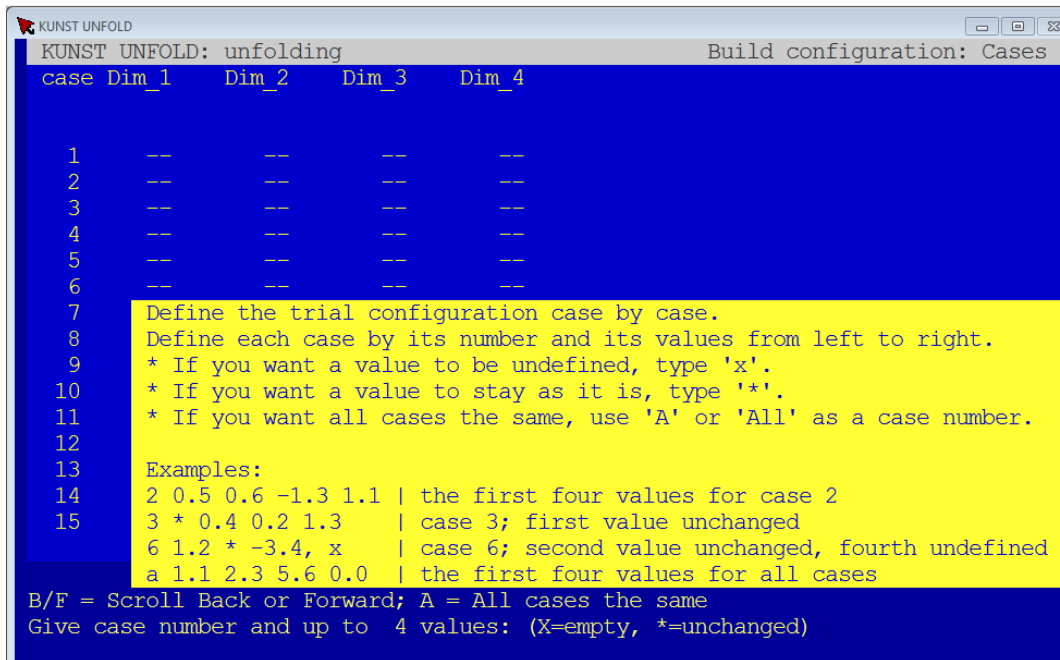 KUNST UNFOLD
KUNST UNFOLD: unfolding Build configuration: Cases
case Dim_1 Dim_2 Dim_3 Dim_4
1 -- -- -- --
2 -- -- -- --
3 -- -- -- --
4 -- -- -- --
5 -- -- -- --
6 -- -- -- --
7 Define the trial configuration case by case.
8 Define each case by its number and its values from left to right.
9 * If you want a value to be undefined, type 'x'.
10 * If you want a value to stay as it is, type '*'.
11 * If you want all cases the same, use 'A' or 'All' as a case number.
12
13 Examples:
14 2 0.5 0.6 -1.3 1.1 | the first four values for case 2
15 3 * 0.4 0.2 1.3 | case 3; first value unchanged
6 1.2 * -3.4, x | case 6; second value unchanged, fourth undefined
a 1.1 2.3 5.6 0.0 | the first four values for all cases
B/F = Scroll Back or Forward; A = All cases the same
Give case number and up to 4 values: (X=empty, *=unchanged)